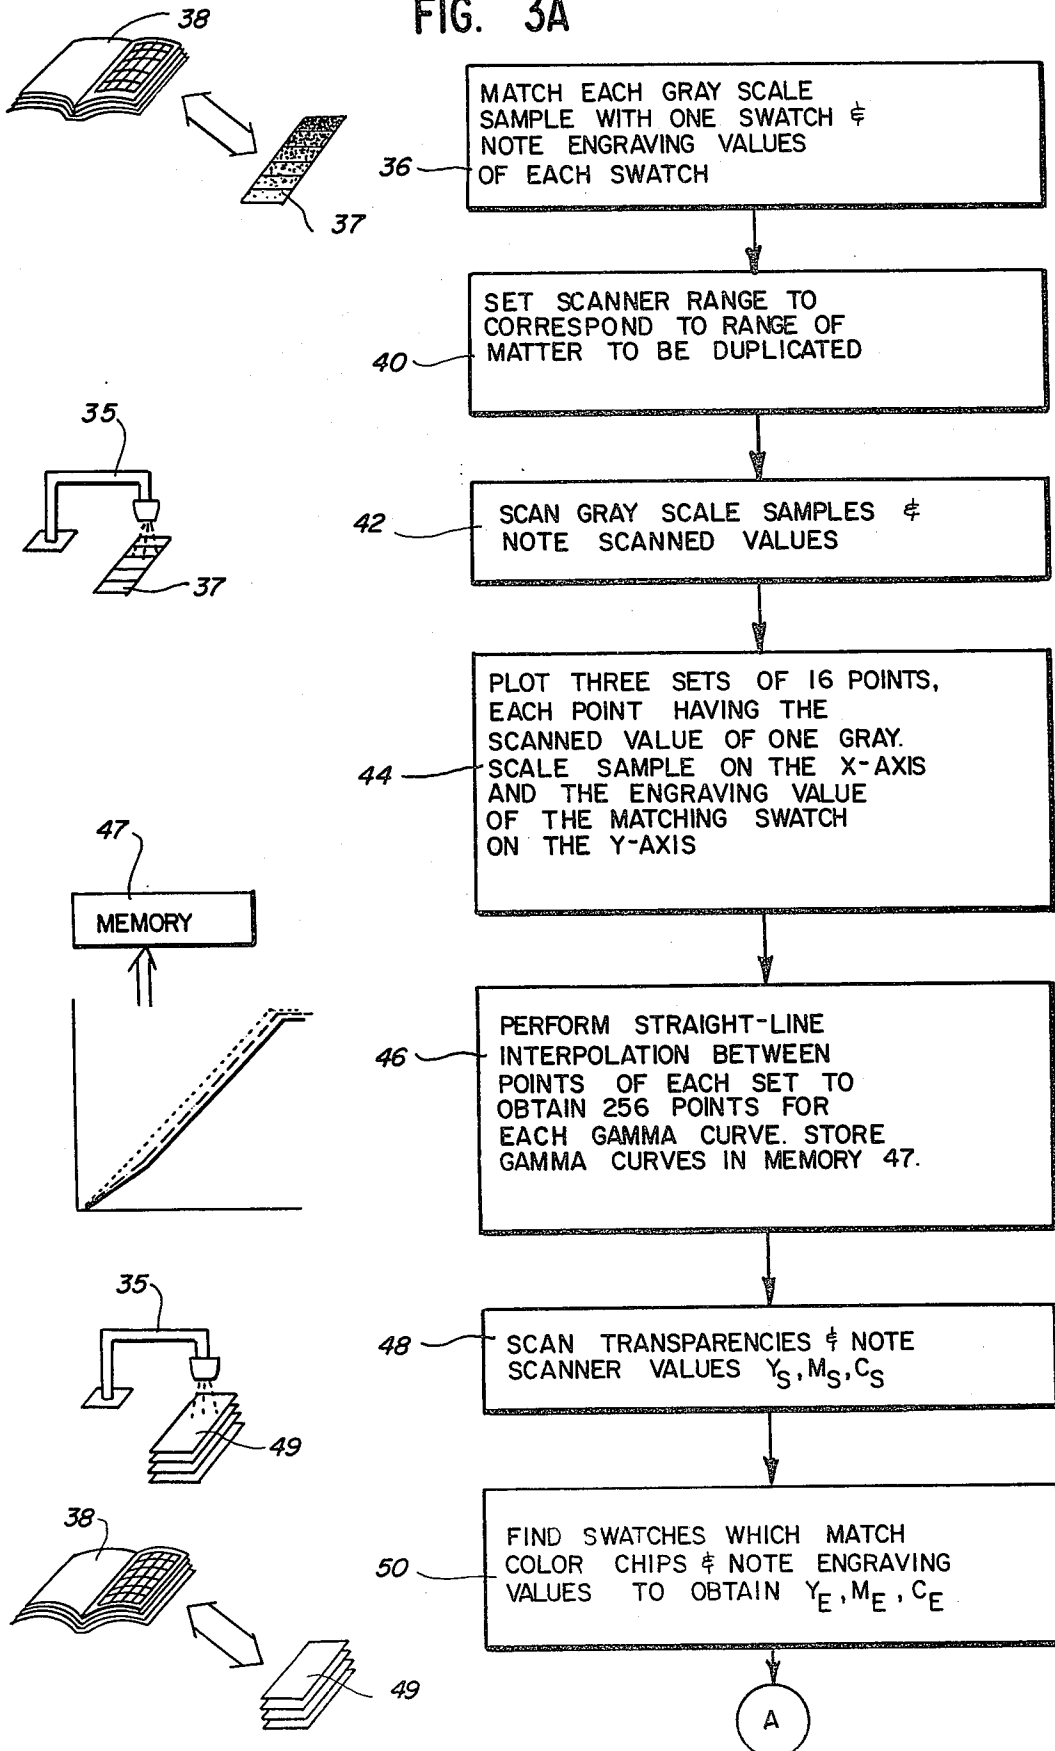 FIG. 3A
38
37
MATCH EACH GRAY SCALE
SAMPLE WITH ONE SWATCH &
NOTE ENGRAVING VALUES
OF EACH SWATCH
36
SET SCANNER RANGE TO
CORRESPOND TO RANGE OF
MATTER TO BE DUPLICATED
40
35
37
SCAN GRAY SCALE SAMPLES &
NOTE SCANNED VALUES
42
PLOT THREE SETS OF 16 POINTS,
EACH POINT HAVING THE
SCANNED VALUE OF ONE GRAY.
SCALE SAMPLE ON THE X-AXIS
AND THE ENGRAVING VALUE
OF THE MATCHING SWATCH
ON THE Y-AXIS
44
47
MEMORY
PERFORM STRAIGHT-LINE
INTERPOLATION BETWEEN
POINTS OF EACH SET TO
OBTAIN 256 POINTS FOR
EACH GAMMA CURVE. STORE
GAMMA CURVES IN MEMORY 47.
46
35
49
SCAN TRANSPARENCIES & NOTE
SCANNER VALUES YS, MS, CS
48
38
49
FIND SWATCHES WHICH MATCH
COLOR CHIPS & NOTE ENGRAVING
VALUES TO OBTAIN YE, ME, CE
50
A